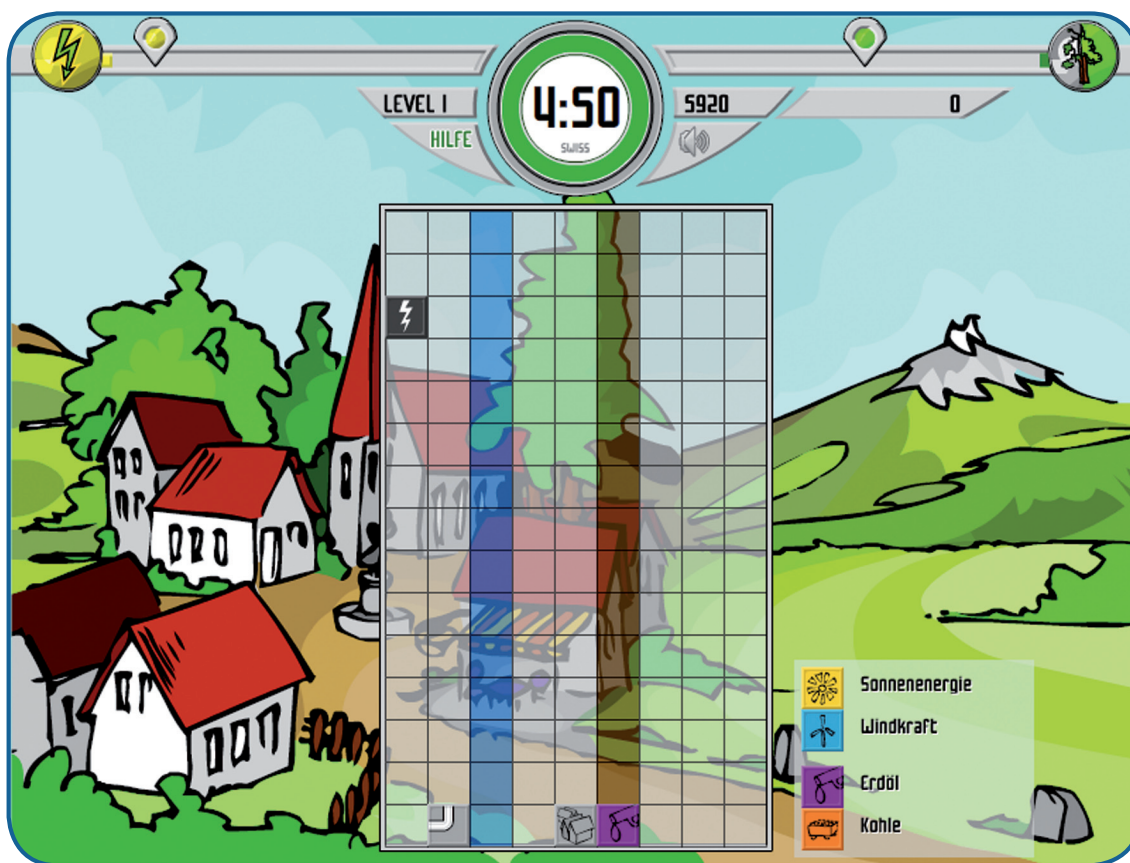 LEVEL 1
4:50
5920
0
HILFE
SWISS
Sonnenenergie
Windkraft
Erdöl
Kohle